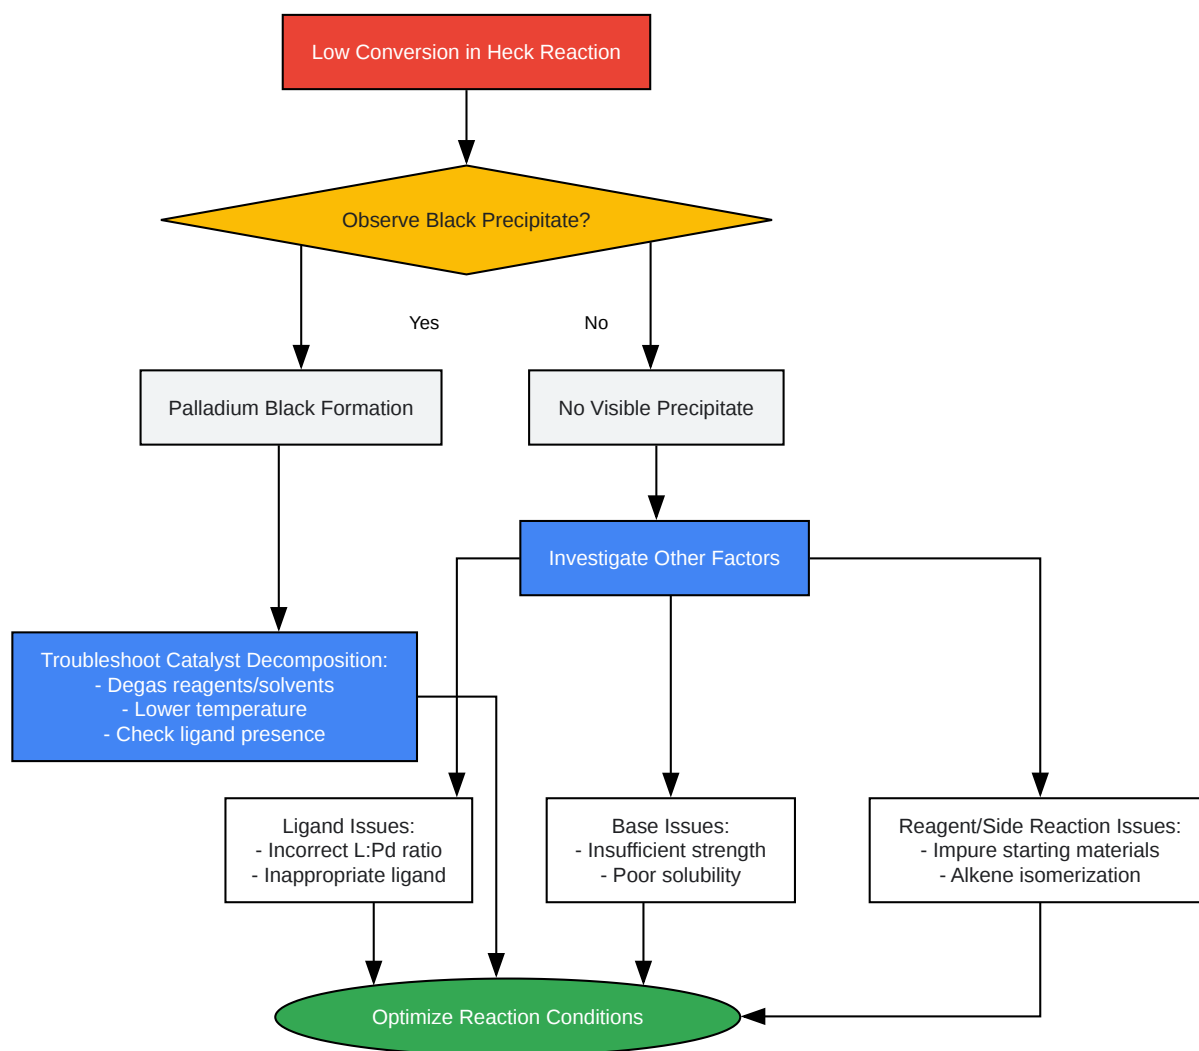 Low Conversion in Heck Reaction
Observe Black Precipitate?
Yes
No
Palladium Black Formation
No Visible Precipitate
Investigate Other Factors
Troubleshoot Catalyst Decomposition:
- Degas reagents/solvents
- Lower temperature
- Check ligand presence
Ligand Issues:
- Incorrect L:Pd ratio
- Inappropriate ligand
Base Issues:
- Insufficient strength
- Poor solubility
Reagent/Side Reaction Issues:
- Impure starting materials
- Alkene isomerization
Optimize Reaction Conditions